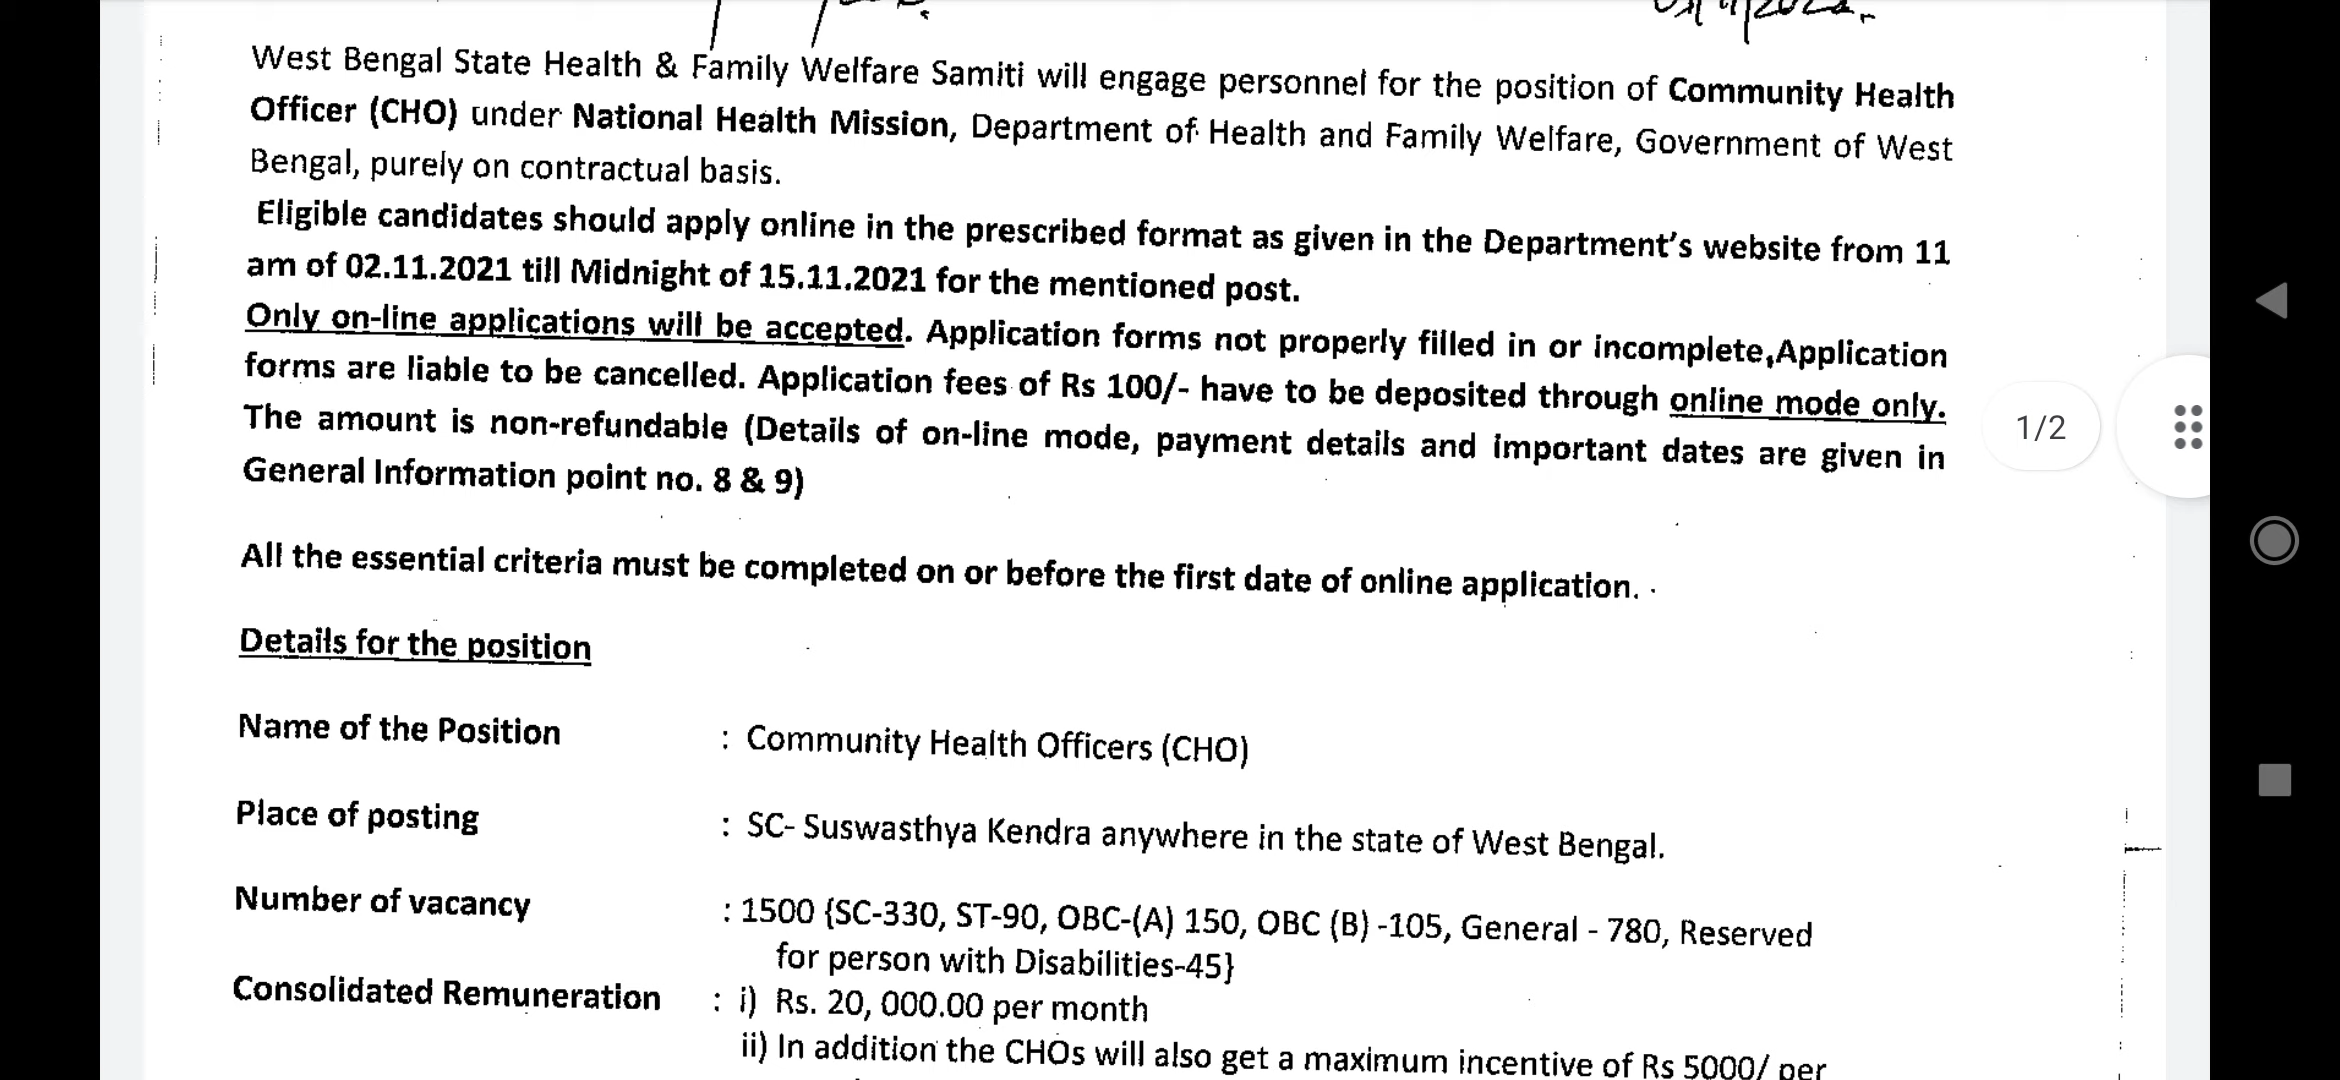 West Bengal State Health & Family Welfare Samiti will engage personnel for the position of Community Health
Officer (CHO) under National Health Mission, Department of Health and Family Welfare, Government of West
Bengal, purely on contractual basis.
Eligible candidates should apply online in the prescribed format as given in the Department's website from 11
am of 02.11.2021 till Midnight of 15.11.2021 for the mentioned post.
Only on-line applications will be accepted. Application forms not properly filled in or incomplete,Application
forms are liable to be cancelled. Application fees of Rs 100/- have to be deposited through online mode only.
The amount is non-refundable (Details of on-line mode, payment details and important dates are given in
General Information point no. 8 & 9)
1/2
All the essential criteria must be completed on or before the first date of online application.
Details for the position
Name of the Position : Community Health Officers (CHO)
Place of posting : SC- Suswasthya Kendra anywhere in the state of West Bengal.
Number of vacancy : 1500 {SC-330, ST-90, OBC-(A) 150, OBC (B) -105, General - 780, Reserved
for person with Disabilities-45}
Consolidated Remuneration : i) Rs. 20, 000.00 per month
ii) In addition the CHOs will also get a maximum incentive of Rs 5000/ per